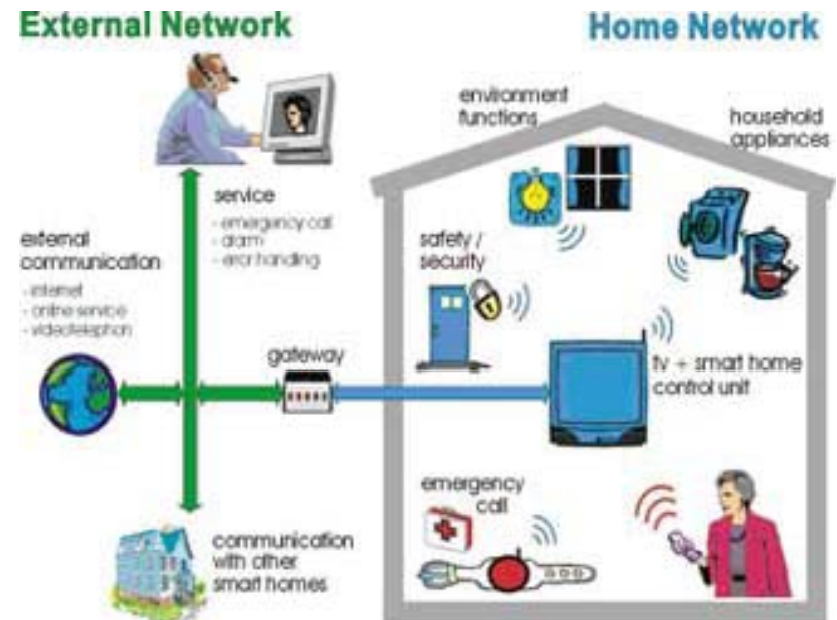 External Network
Home Network
environment
functions
household
appliances
service
- emergency call
- alarm
- error handling
external
communication
- internet
- online service
- videotelephon
safety /
security
gateway
tv + smart home
control unit
emergency
call
communication
with other
smart homes